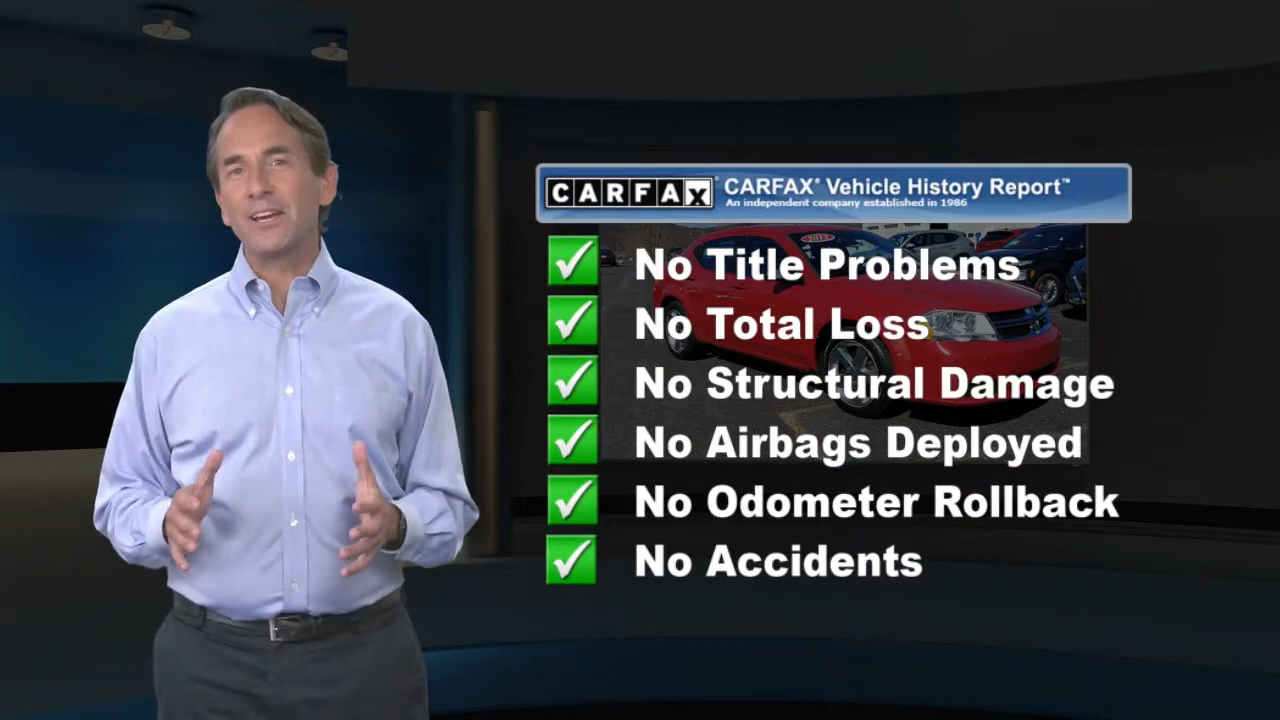 CARFAX
CARFAX® Vehicle History Report™
An independent company established in 1986
2013
No Title Problems
No Total Loss
No Structural Damage
No Airbags Deployed
No Odometer Rollback
No Accidents